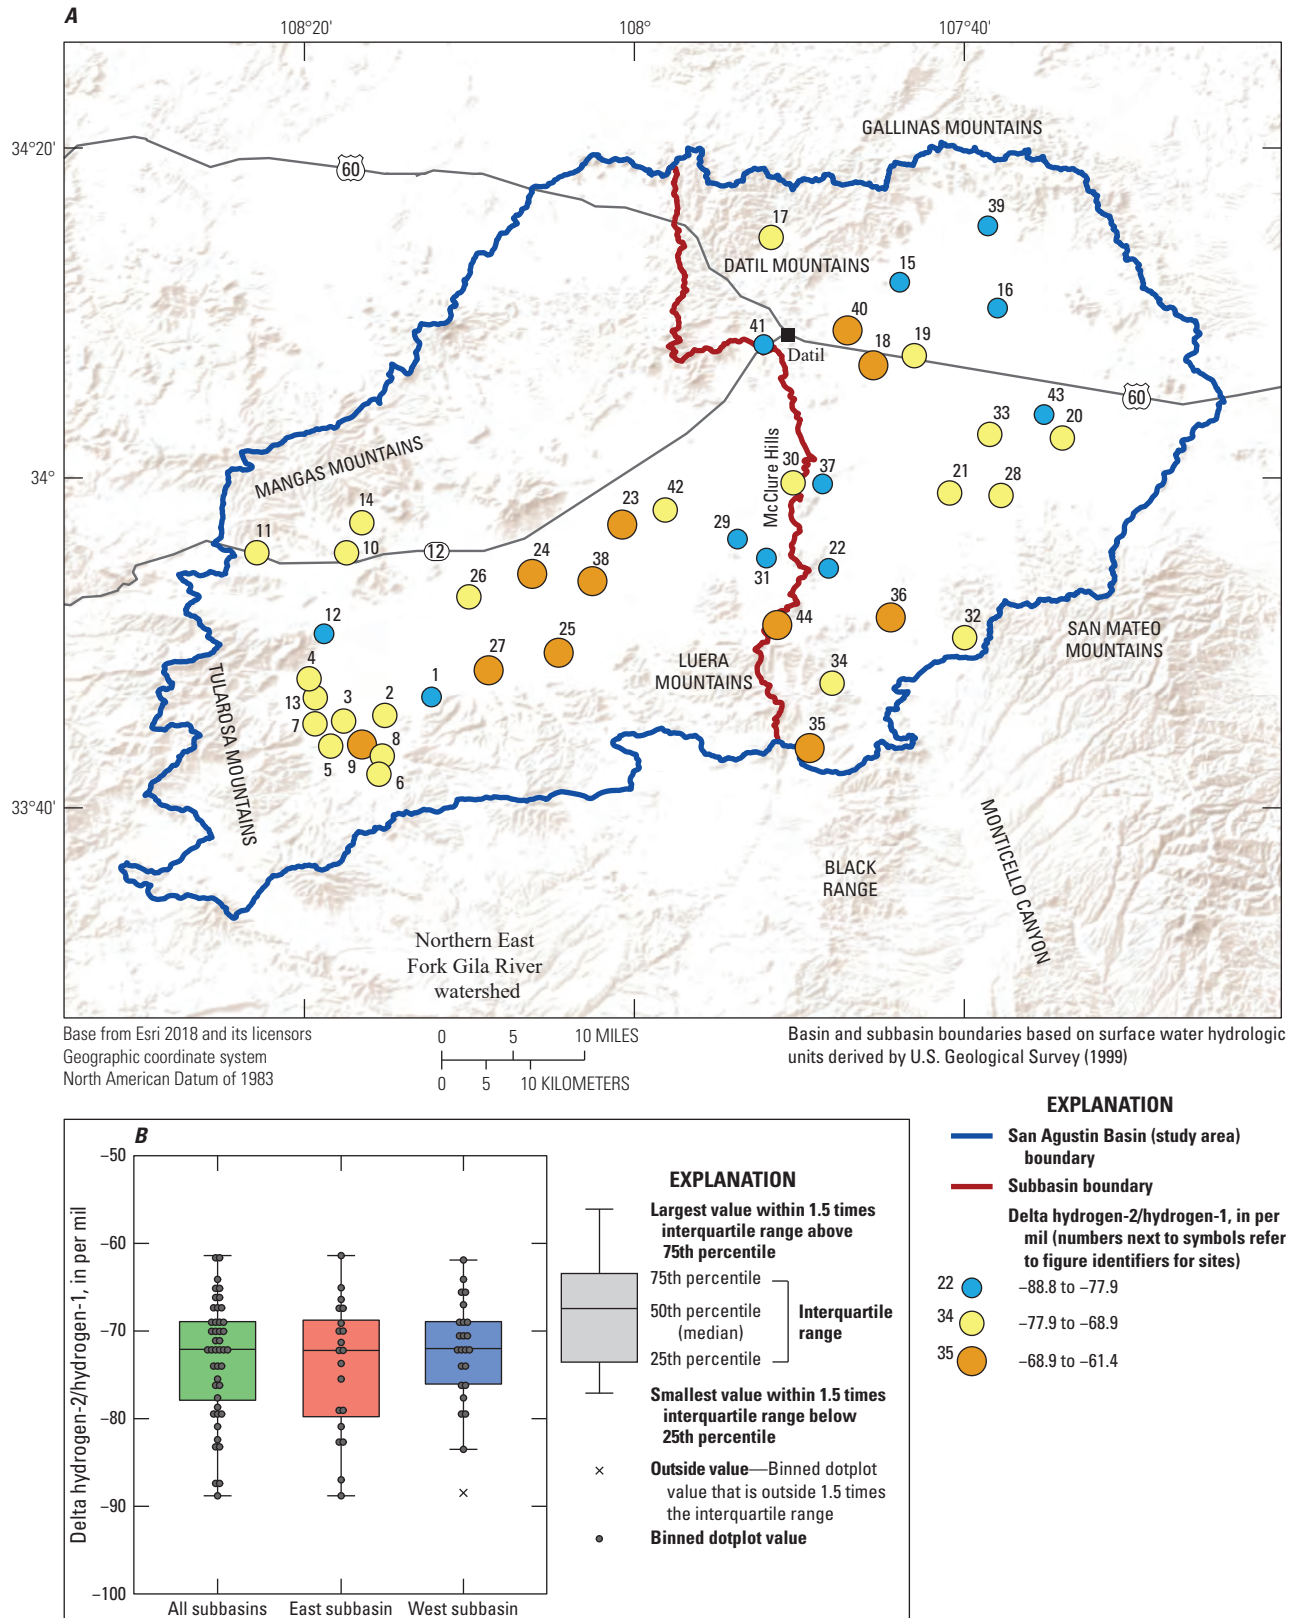 A
108°20'
108°
107°40'
34°20'
34°
33°40'
GALLINAS MOUNTAINS
60
39
17
DATIL MOUNTAINS
15
16
40
41
Datil
18
19
60
43
33
20
MANGAS MOUNTAINS
McClure Hills
30
37
21
28
14
23
42
11
10
12
29
24
38
31
22
26
12
36
44
32
SAN MATEO
MOUNTAINS
25
27
LUERA
MOUNTAINS
34
4
1
TULAROSA MOUNTAINS
13
3
2
7
35
8
5
9
6
MONTICELLO CANYON
BLACK
RANGE
Northern East
Fork Gila River
watershed
Base from Esri 2018 and its licensors
Geographic coordinate system
North American Datum of 1983
0 5 10 MILES
0 5 10 KILOMETERS
Basin and subbasin boundaries based on surface water hydrologic
units derived by U.S. Geological Survey (1999)
EXPLANATION
San Agustin Basin (study area)
boundary
Subbasin boundary
Delta hydrogen-2/hydrogen-1, in per
mil (numbers next to symbols refer
to figure identifiers for sites)
22 −88.8 to −77.9
34 −77.9 to −68.9
35 −68.9 to −61.4
B
Delta hydrogen-2/hydrogen-1, in per mil
−50
−60
−70
−80
−90
−100
All subbasins
East subbasin
West subbasin
EXPLANATION
Largest value within 1.5 times
interquartile range above
75th percentile
75th percentile
50th percentile
(median)
25th percentile
Interquartile
range
Smallest value within 1.5 times
interquartile range below
25th percentile
Outside value—Binned dotplot
value that is outside 1.5 times
the interquartile range
Binned dotplot value